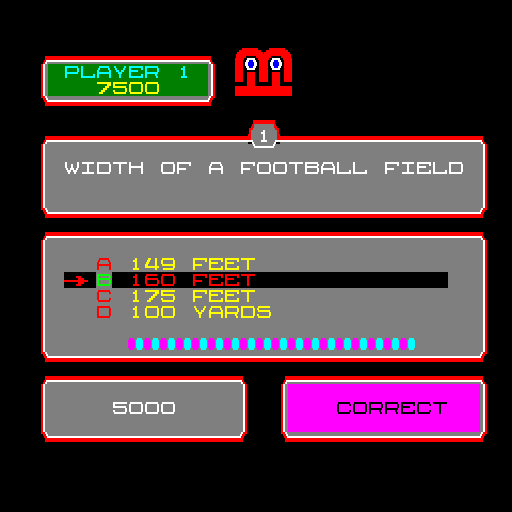 PLAYER 1
7500
1
WIDTH OF A FOOTBALL FIELD
A 149 FEET
B 160 FEET
C 175 FEET
D 100 YARDS
5000
CORRECT